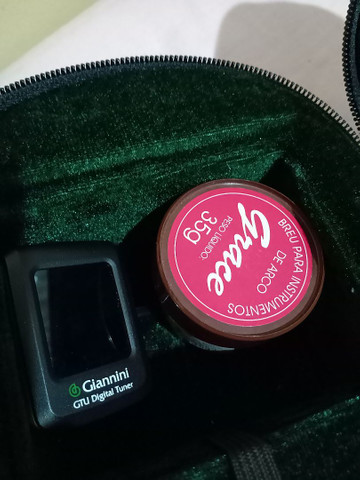 Grace
BREU PARA INSTRUMENTOS
DE ARCO
PESO LÍQUIDO:
35g
Giannini
GTU Digital Tuner